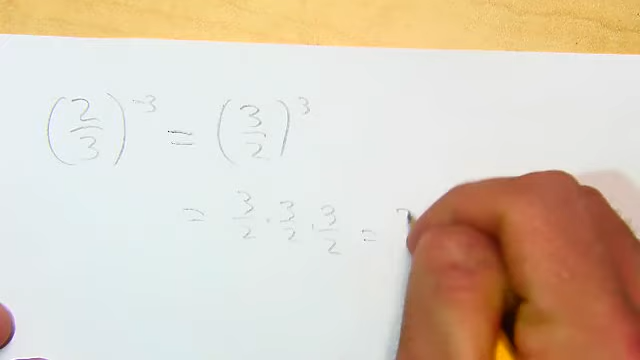 (2/3)^-3 = (3/2)^3
= 3/2 · 3/2 · 3/2 =